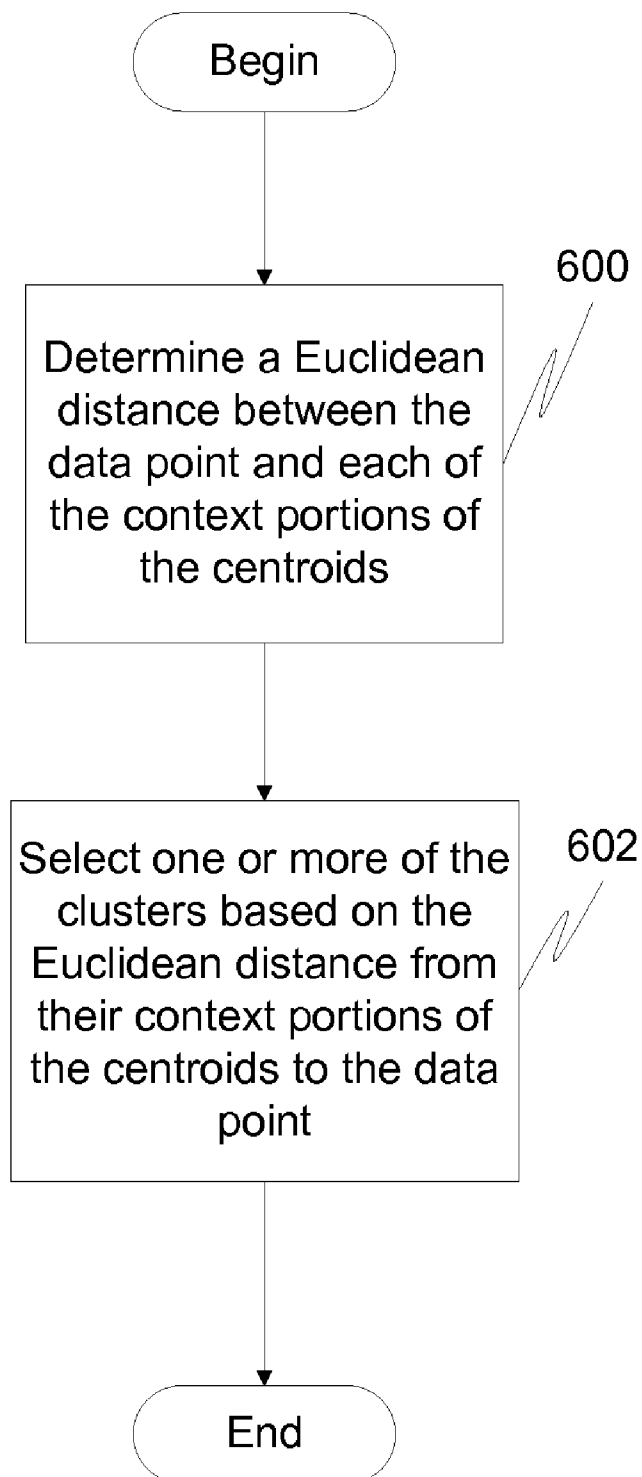 Begin
600
Determine a Euclidean
distance between the
data point and each of
the context portions of
the centroids
602
Select one or more of the
clusters based on the
Euclidean distance from
their context portions of
the centroids to the data
point
End